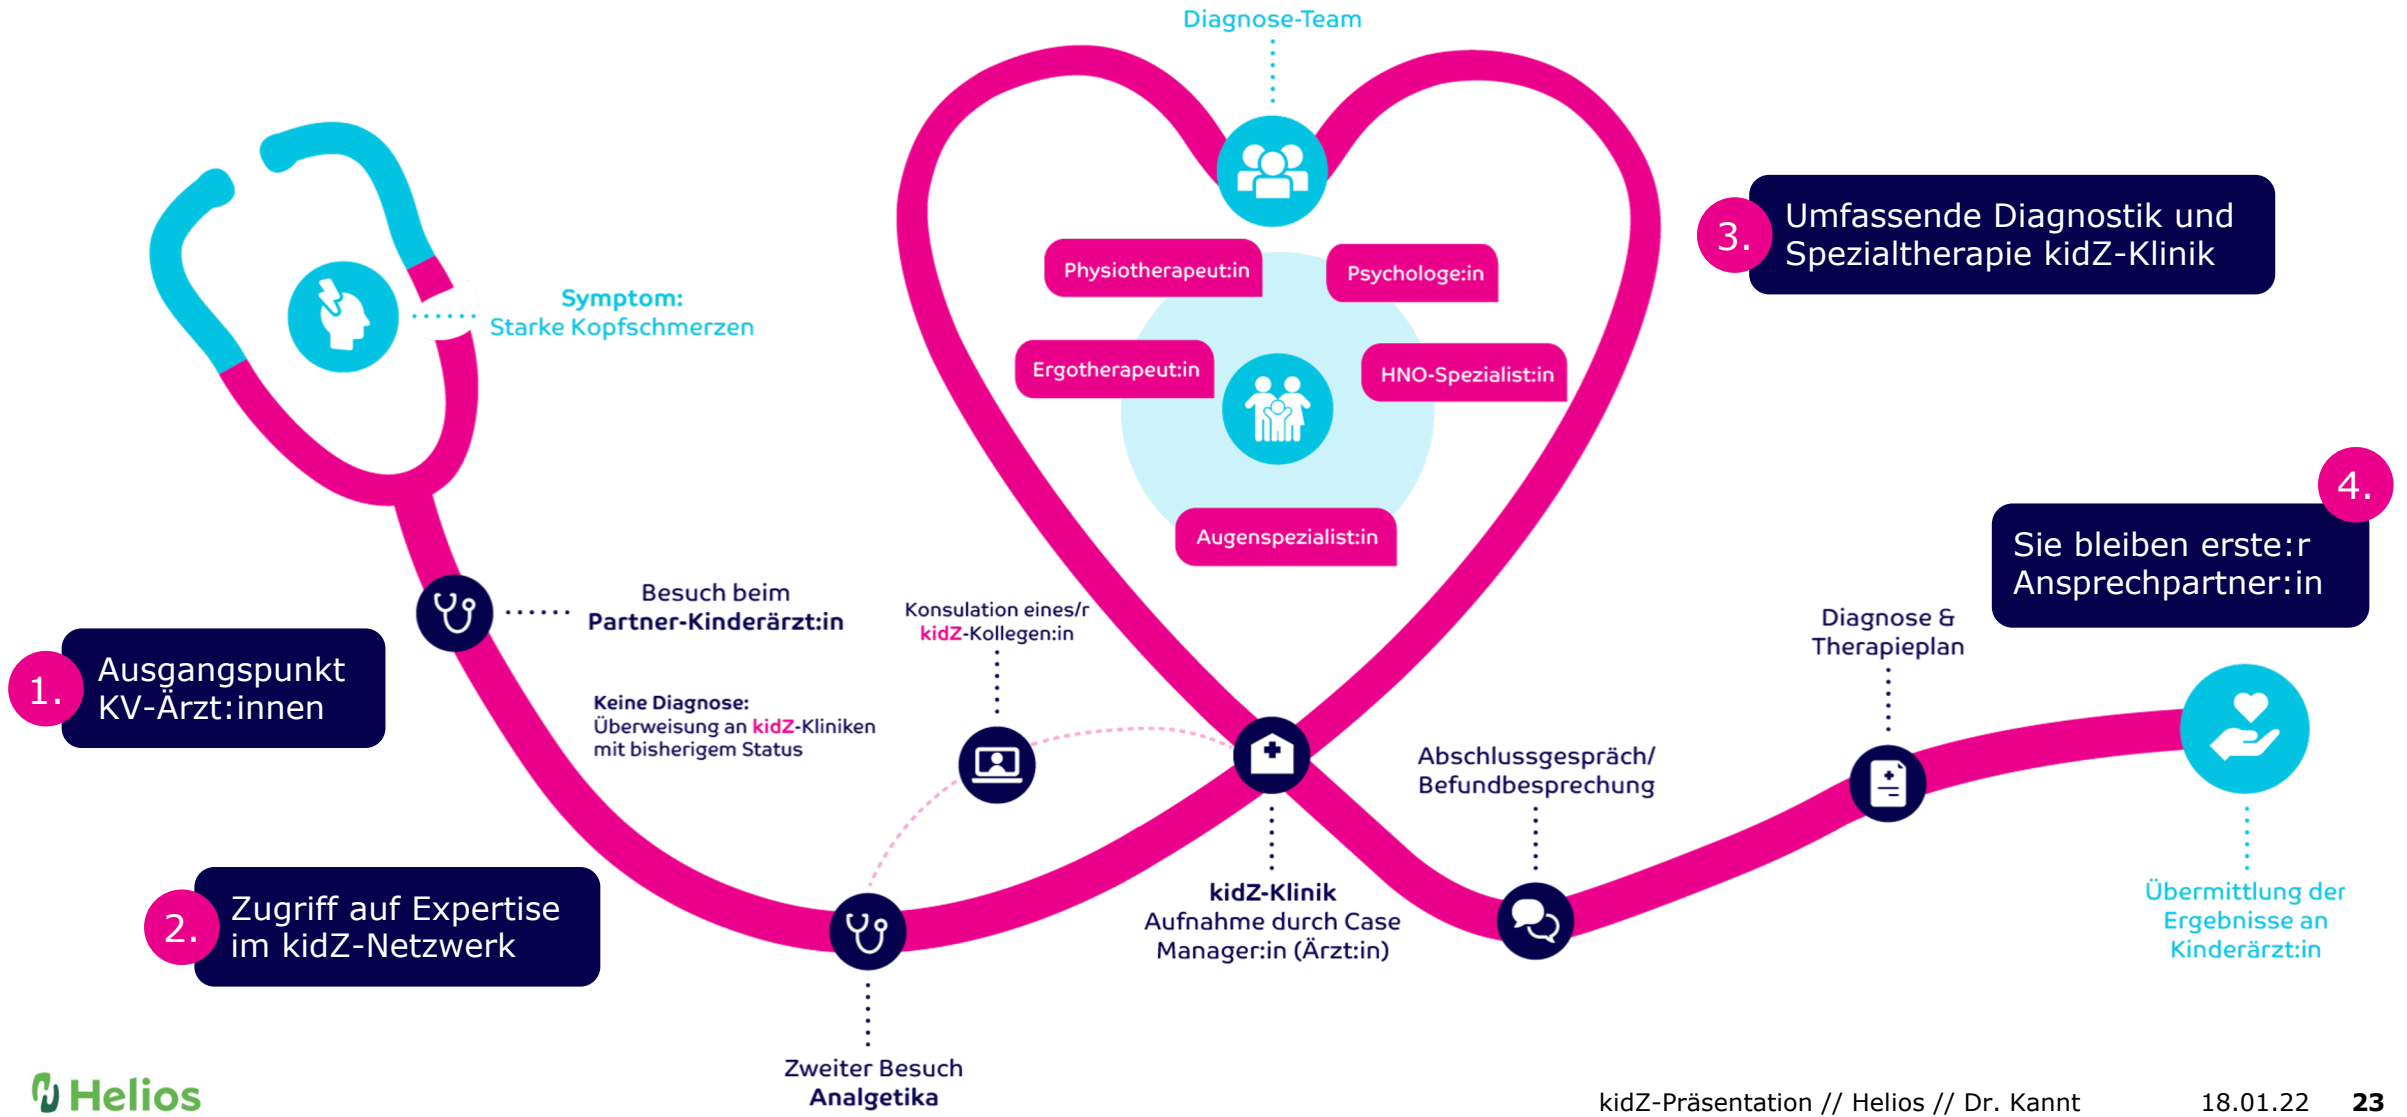 Diagnose-Team
Symptom:
Starke Kopfschmerzen
Physiotherapeut:in
Psychologe:in
Ergotherapeut:in
HNO-Spezialist:in
Augenspezialist:in
3.
Umfassende Diagnostik und
Spezialtherapie kidZ-Klinik
4.
Sie bleiben erste:r
Ansprechpartner:in
1.
Ausgangspunkt
KV-Ärzt:innen
Besuch beim
Partner-Kinderärzt:in
Keine Diagnose:
Überweisung an kidZ-Kliniken
mit bisherigem Status
Konsulation eines/r
kidZ-Kollegen:in
2.
Zugriff auf Expertise
im kidZ-Netzwerk
Zweiter Besuch
Analgetika
kidZ-Klinik
Aufnahme durch Case
Manager:in (Ärzt:in)
Abschlussgespräch/
Befundbesprechung
Diagnose &
Therapieplan
Übermittlung der
Ergebnisse an
Kinderärzt:in
Helios
kidZ-Präsentation // Helios // Dr. Kannt 18.01.22 23